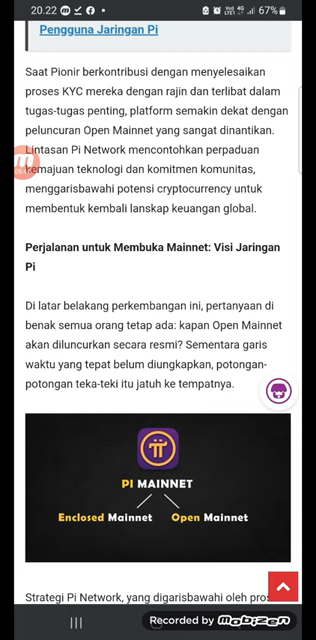 20.22
67%
Pengguna Jaringan Pi
Saat Pionir berkontribusi dengan menyelesaikan
proses KYC mereka dengan rajin dan terlibat dalam
tugas-tugas penting, platform semakin dekat dengan
peluncuran Open Mainnet yang sangat dinantikan.
Lintasan Pi Network mencontohkan perpaduan
kemajuan teknologi dan komitmen komunitas,
menggarisbawahi potensi cryptocurrency untuk
membentuk kembali lanskap keuangan global.
Perjalanan untuk Membuka Mainnet: Visi Jaringan
Pi
Di latar belakang perkembangan ini, pertanyaan di
benak semua orang tetap ada: kapan Open Mainnet
akan diluncurkan secara resmi? Sementara garis
waktu yang tepat belum diungkapkan, potongan-
potongan teka-teki itu jatuh ke tempatnya.
PI MAINNET
Enclosed Mainnet Open Mainnet
Strategi Pi Network, yang digarisbawahi oleh
Recorded by Mobizen